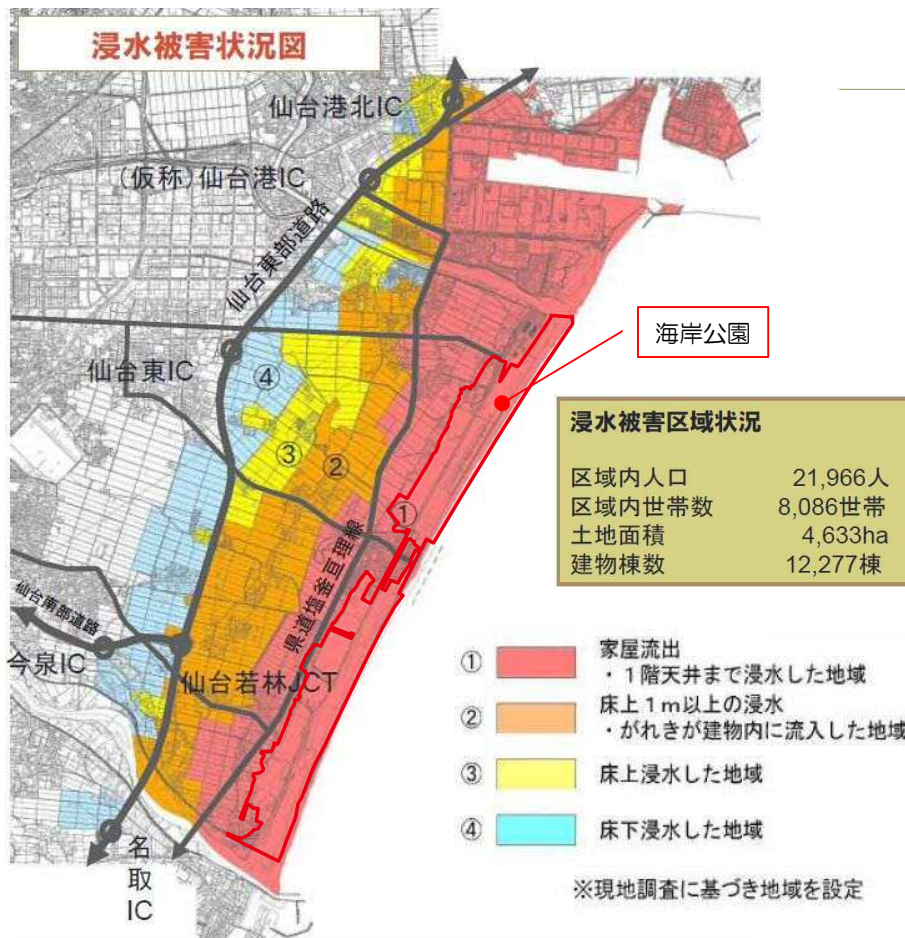 浸水被害状況図
仙台港北IC
(仮称)仙台港IC
仙台東部道路
仙台東IC
④
③
②
①
海岸公園
浸水被害区域状況
区域内人口 21,966人
区域内世帯数 8,086世帯
土地面積 4,633ha
建物棟数 12,277棟
県道塩釜亘理線
仙台南部道路
今泉IC
仙台若林JCT
名取IC
① 家屋流出
・1階天井まで浸水した地域
② 床上1m以上の浸水
・がれきが建物内に流入した地域
③ 床上浸水した地域
④ 床下浸水した地域
※現地調査に基づき地域を設定